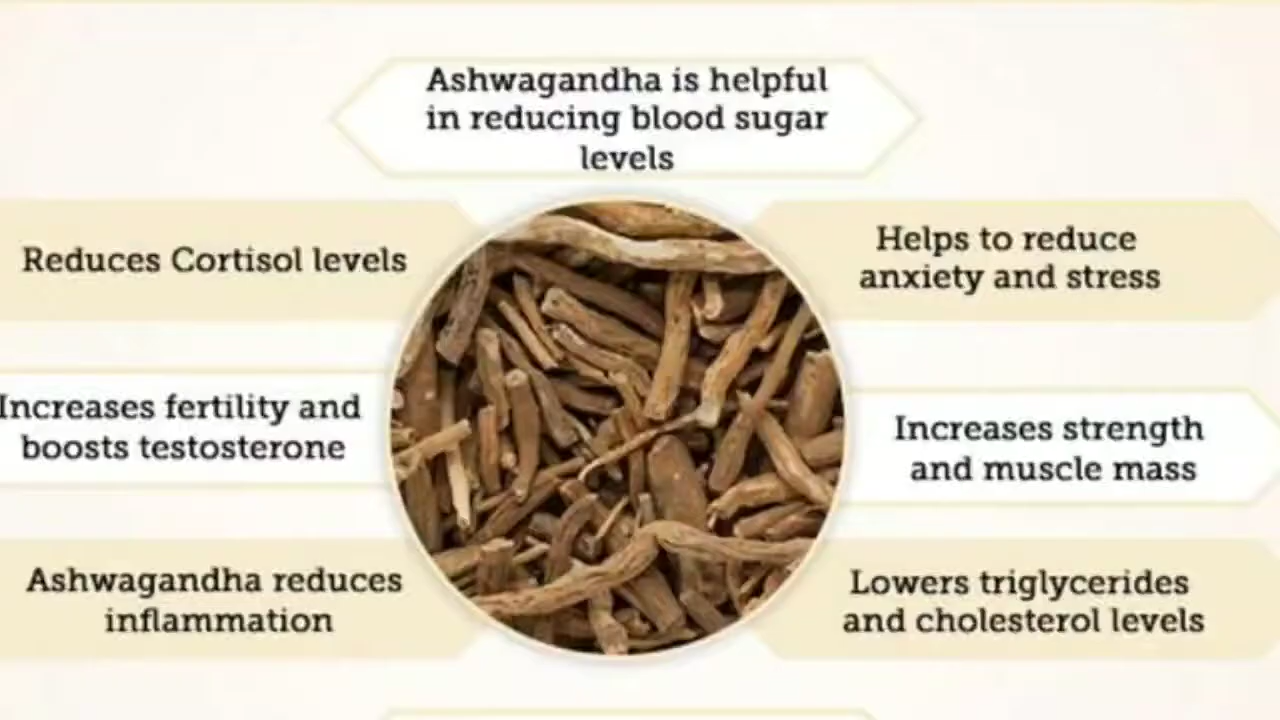 Ashwagandha is helpful
in reducing blood sugar
levels
Reduces Cortisol levels
Helps to reduce
anxiety and stress
Increases fertility and
boosts testosterone
Increases strength
and muscle mass
Ashwagandha reduces
inflammation
Lowers triglycerides
and cholesterol levels